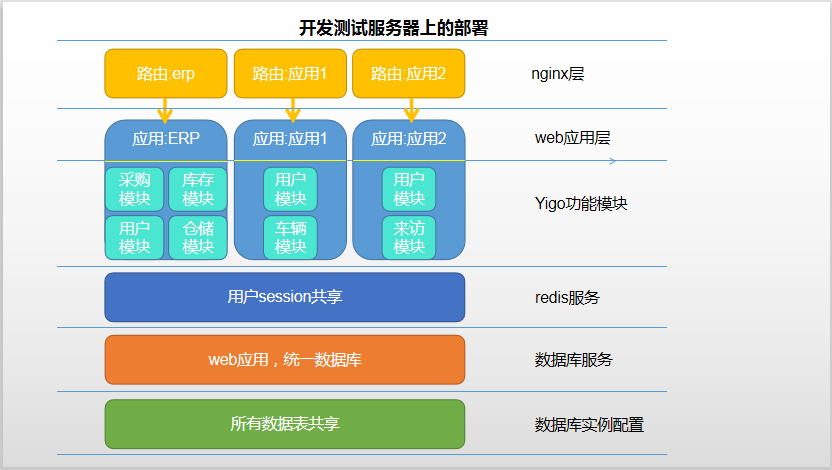 开发测试服务器上的部署
路由:erp
路由:应用1
路由:应用2
nginx层
应用:ERP
应用:应用1
应用:应用2
web应用层
采购
模块
库存
模块
用户
模块
仓储
模块
用户
模块
车辆
模块
用户
模块
来访
模块
Yigo功能模块
用户session共享
redis服务
web应用，统一数据库
数据库服务
所有数据表共享
数据库实例配置